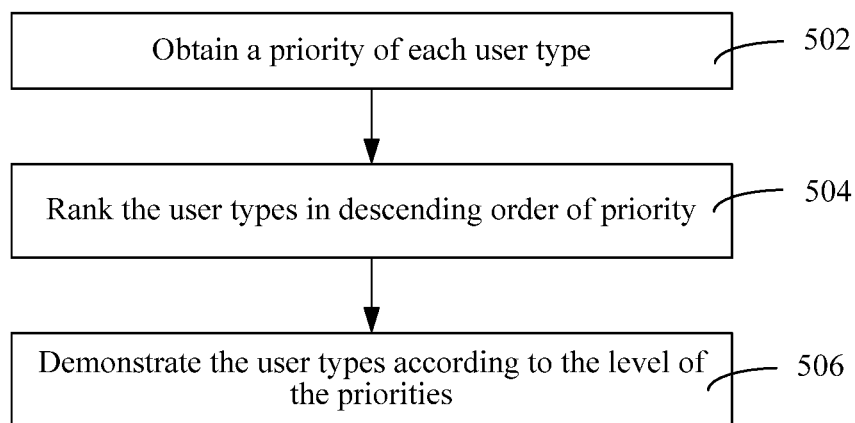 Obtain a priority of each user type
502
Rank the user types in descending order of priority
504
Demonstrate the user types according to the level of
the priorities
506